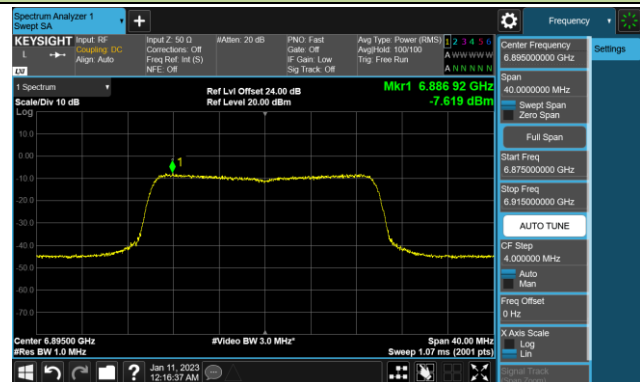 Spectrum Analyzer 1
Swept SA
+
Frequency
KEYSIGHT
L
LXI
Input: RF
Coupling: DC
Align: Auto
Input Z: 50 Ω
Corrections: Off
Freq Ref: Int (S)
NFE: Off
#Atten: 20 dB
PNO: Fast
Gate: Off
IF Gain: Low
Sig Track: Off
Avg Type: Power (RMS)
Avg|Hold: 100/100
Trig: Free Run
1 2 3 4 5 6
A W W W W W
A N N N N N
1 Spectrum
Scale/Div 10 dB
Log
Ref Lvl Offset 24.00 dB
Ref Level 20.00 dBm
Mkr1 6.886 92 GHz
-7.619 dBm
10.0
0.00
-10.0
-20.0
-30.0
-40.0
-50.0
-60.0
-70.0
1
Center 6.89500 GHz
#Res BW 1.0 MHz
#Video BW 3.0 MHz*
Span 40.00 MHz
Sweep 1.07 ms (2001 pts)
Jan 11, 2023
12:16:37 AM
?
Center Frequency
6.895000000 GHz
Span
40.0000000 MHz
Swept Span
Zero Span
Full Span
Start Freq
6.875000000 GHz
Stop Freq
6.915000000 GHz
AUTO TUNE
CF Step
4.000000 MHz
Auto
Man
Freq Offset
0 Hz
X Axis Scale
Log
Lin
Signal Track
(Span Zoom)
Settings